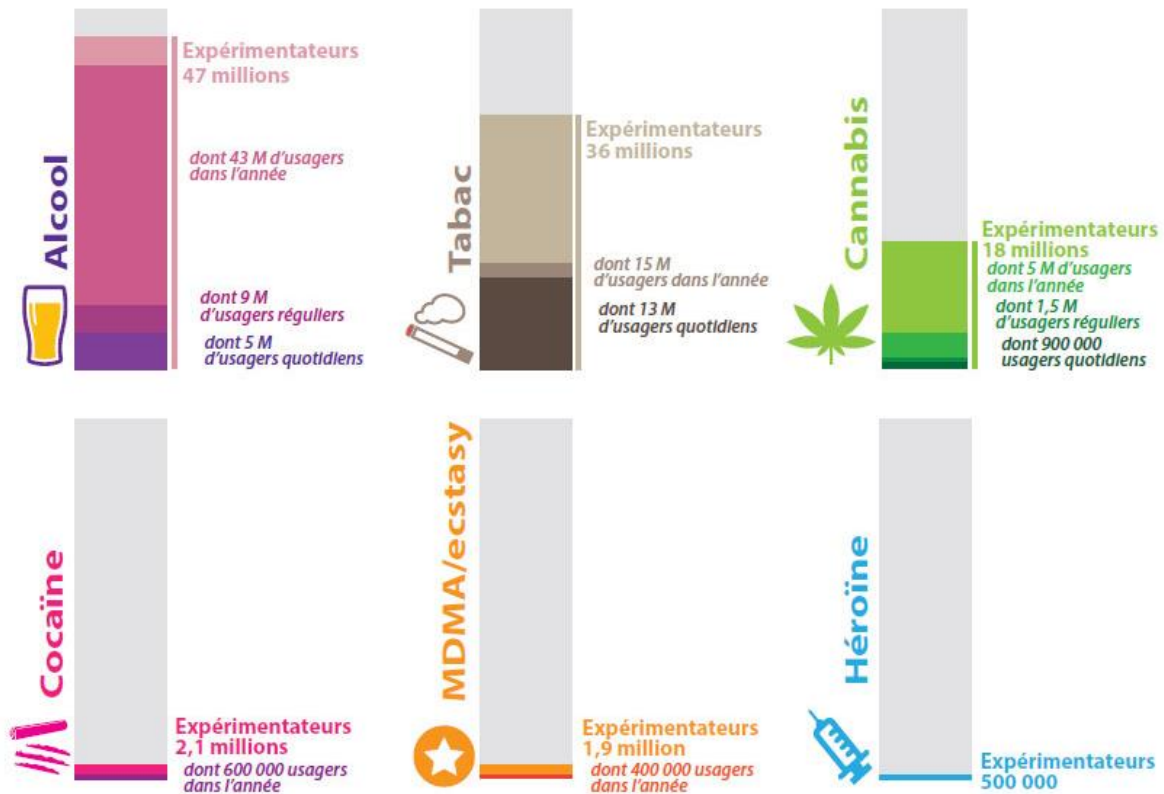 Alcool
Expérimentateurs
47 millions
dont 43 M d'usagers
dans l'année
dont 9 M
d'usagers réguliers
dont 5 M
d'usagers quotidiens
Tabac
Expérimentateurs
36 millions
dont 15 M
d'usagers dans l'année
dont 13 M
d'usagers quotidiens
Cannabis
Expérimentateurs
18 millions
dont 5 M d'usagers
dans l'année
dont 1,5 M
d'usagers réguliers
dont 900 000
usagers quotidiens
Cocaïne
Expérimentateurs
2,1 millions
dont 600 000 usagers
dans l'année
MDMA/ecstasy
Expérimentateurs
1,9 million
dont 400 000 usagers
dans l'année
Héroïne
Expérimentateurs
500 000